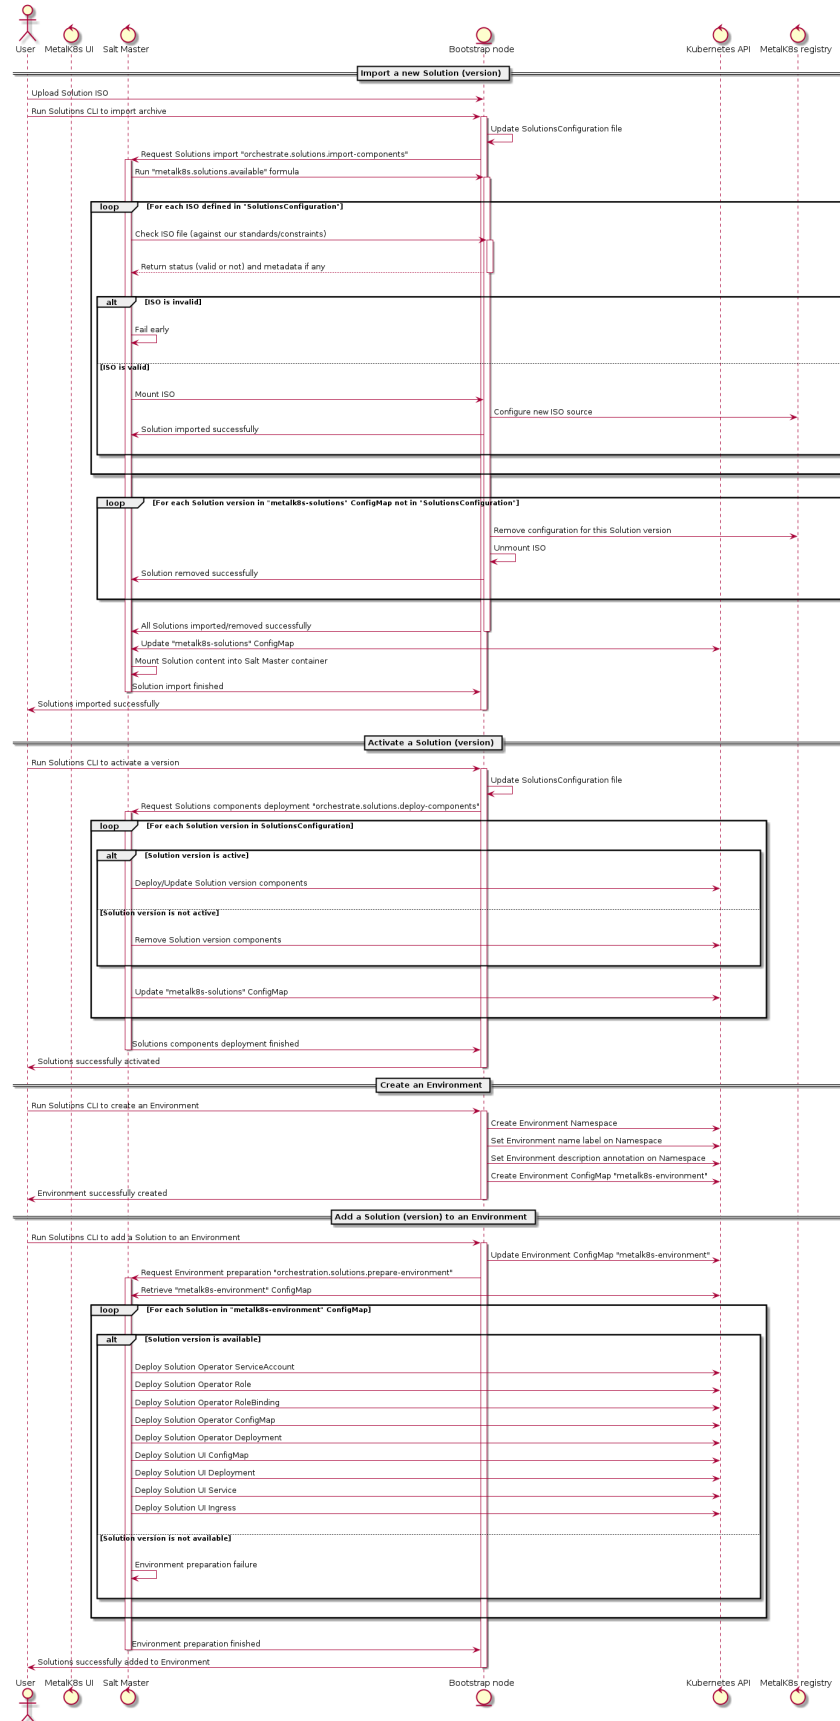 User MetalK8s UI Salt Master Bootstrap node Kubernetes API MetalK8s registry
Import a new Solution (version)
Upload Solution ISO
Run Solutions CLI to import archive
Update SolutionsConfiguration file
Request Solutions import "orchestrate.solutions.import-components"
Run "metalk8s.solutions.available" formula
loop [For each ISO defined in "SolutionsConfiguration"]
Check ISO file (against our standards/constraints)
Return status (valid or not) and metadata if any
alt [ISO is invalid]
Fail early
[ISO is valid]
Mount ISO
Configure new ISO source
Solution imported successfully
loop [For each Solution version in "metalk8s-solutions" ConfigMap not in "SolutionsConfiguration"]
Remove configuration for this Solution version
Unmount ISO
Solution removed successfully
All Solutions imported/removed successfully
Update "metalk8s-solutions" ConfigMap
Mount Solution content into Salt Master container
Solution import finished
Solutions imported successfully
Activate a Solution (version)
Run Solutions CLI to activate a version
Update SolutionsConfiguration file
Request Solutions components deployment "orchestrate.solutions.deploy-components"
loop [For each Solution version in SolutionsConfiguration]
alt [Solution version is active]
Deploy/Update Solution version components
[Solution version is not active]
Remove Solution version components
Update "metalk8s-solutions" ConfigMap
Solutions components deployment finished
Solutions successfully activated
Create an Environment
Run Solutions CLI to create an Environment
Create Environment Namespace
Set Environment name label on Namespace
Set Environment description annotation on Namespace
Create Environment ConfigMap "metalk8s-environment"
Environment successfully created
Add a Solution (version) to an Environment
Run Solutions CLI to add a Solution to an Environment
Update Environment ConfigMap "metalk8s-environment"
Request Environment preparation "orchestration.solutions.prepare-environment"
Retrieve "metalk8s-environment" ConfigMap
loop [For each Solution in "metalk8s-environment" ConfigMap]
alt [Solution version is available]
Deploy Solution Operator ServiceAccount
Deploy Solution Operator Role
Deploy Solution Operator RoleBinding
Deploy Solution Operator ConfigMap
Deploy Solution Operator Deployment
Deploy Solution UI ConfigMap
Deploy Solution UI Deployment
Deploy Solution UI Service
Deploy Solution UI Ingress
[Solution version is not available]
Environment preparation failure
Environment preparation finished
Solutions successfully added to Environment
User MetalK8s UI Salt Master Bootstrap node Kubernetes API MetalK8s registry